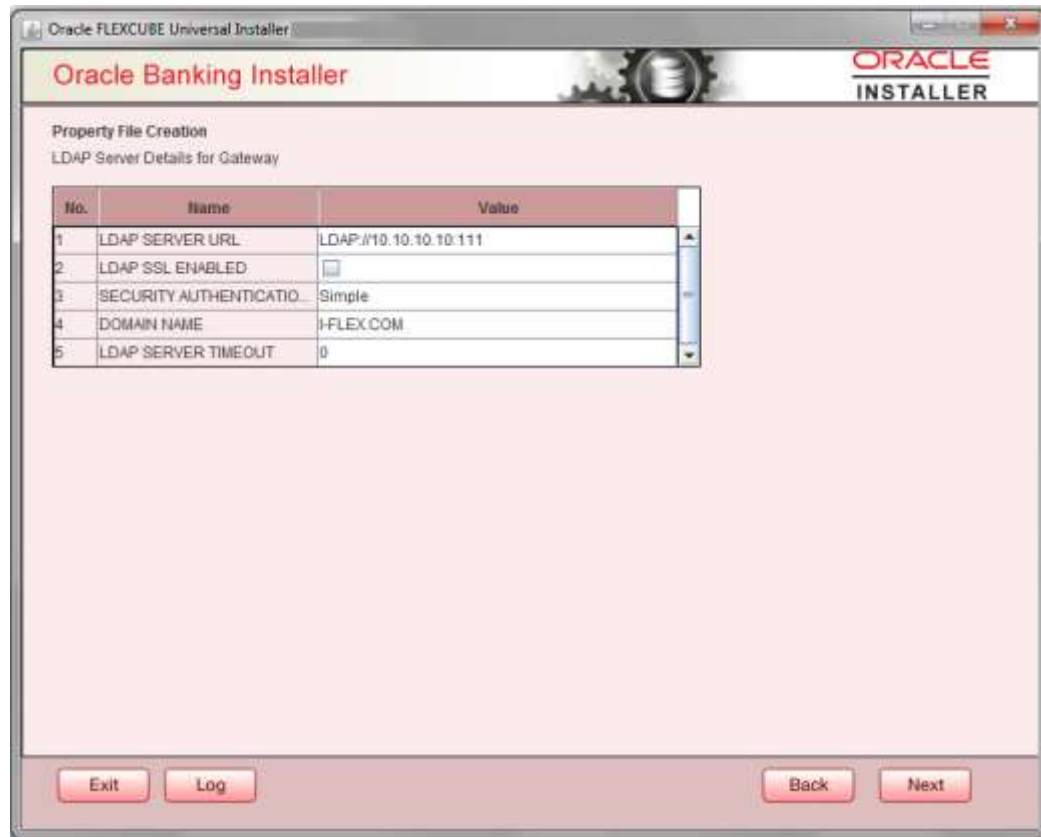 Oracle FLEXCUBE Universal Installer
Oracle Banking Installer
ORACLE
INSTALLER
Property File Creation
LDAP Server Details for Gateway
No. Name Value
1 LDAP SERVER URL LDAP://10.10.10.10:111
2 LDAP SSL ENABLED
3 SECURITY AUTHENTICATIO... Simple
4 DOMAIN NAME I-FLEX.COM
5 LDAP SERVER TIMEOUT 0
Exit Log Back Next